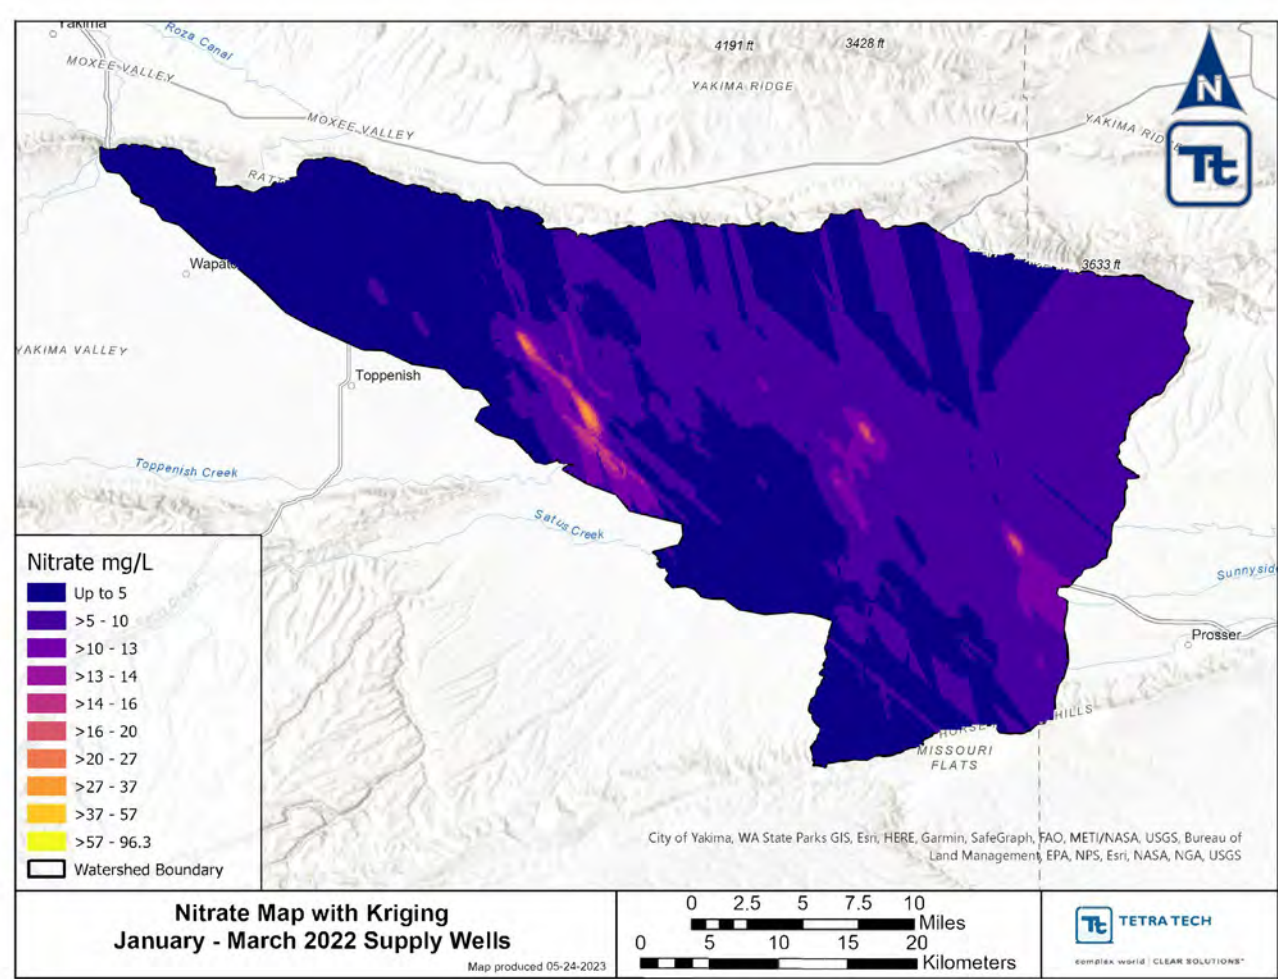 Yakima
Roza Canal
4191 ft
3428 ft
MOXEE VALLEY
YAKIMA RIDGE
N
MOXEE VALLEY
YAKIMA RIDGE
Tt
RATT
Wapato
3633 ft
YAKIMA VALLEY
Toppenish
Toppenish Creek
Satus Creek
Sunnyside
Prosser
HORSE
HILLS
MISSOURI
FLATS
Nitrate mg/L
Up to 5
>5 - 10
>10 - 13
>13 - 14
>14 - 16
>16 - 20
>20 - 27
>27 - 37
>37 - 57
>57 - 96.3
Watershed Boundary
City of Yakima, WA State Parks GIS, Esri, HERE, Garmin, SafeGraph, FAO, METI/NASA, USGS, Bureau of
Land Management, EPA, NPS, Esri, NASA, NGA, USGS
Nitrate Map with Kriging
January - March 2022 Supply Wells
Map produced 05-24-2023
0 2.5 5 7.5 10
Miles
0 5 10 15 20
Kilometers
Tt TETRA TECH
complex world | CLEAR SOLUTIONS™